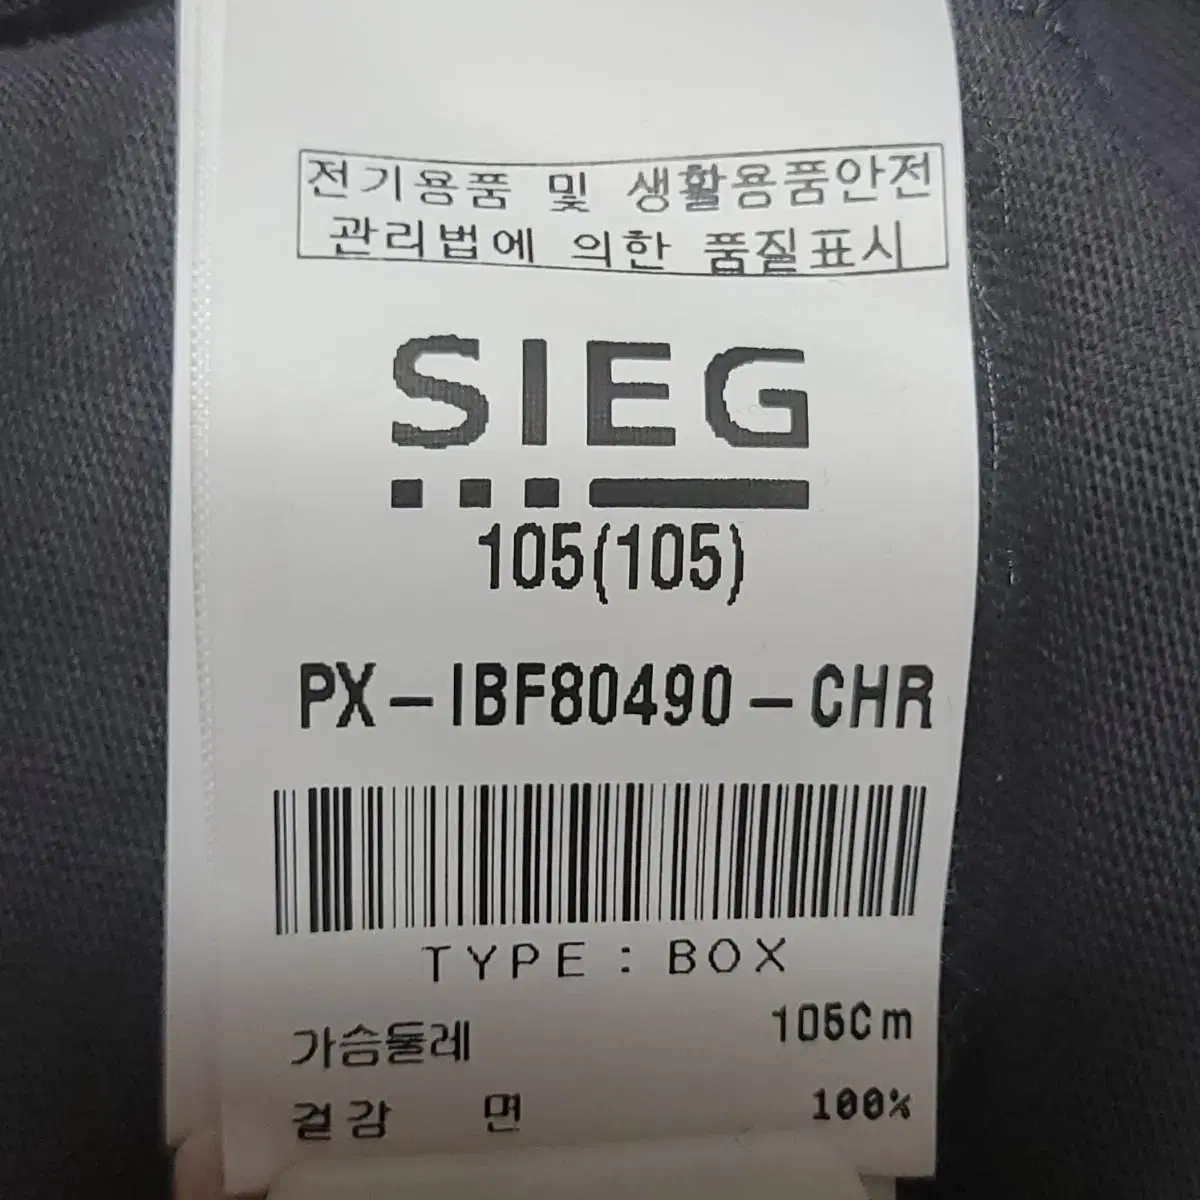 전기용품 및 생활용품안전
관리법에 의한 품질표시
SIEG
105(105)
PX-IBF80490-CHR
TYPE : BOX
가슴둘레 105Cm
겉감 면 100%